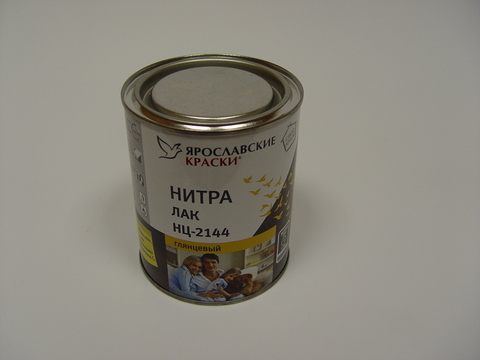 ЯРОСЛАВСКИЕ
КРАСКИ®
НИТРА
ЛАК
НЦ-2144
глянцевый